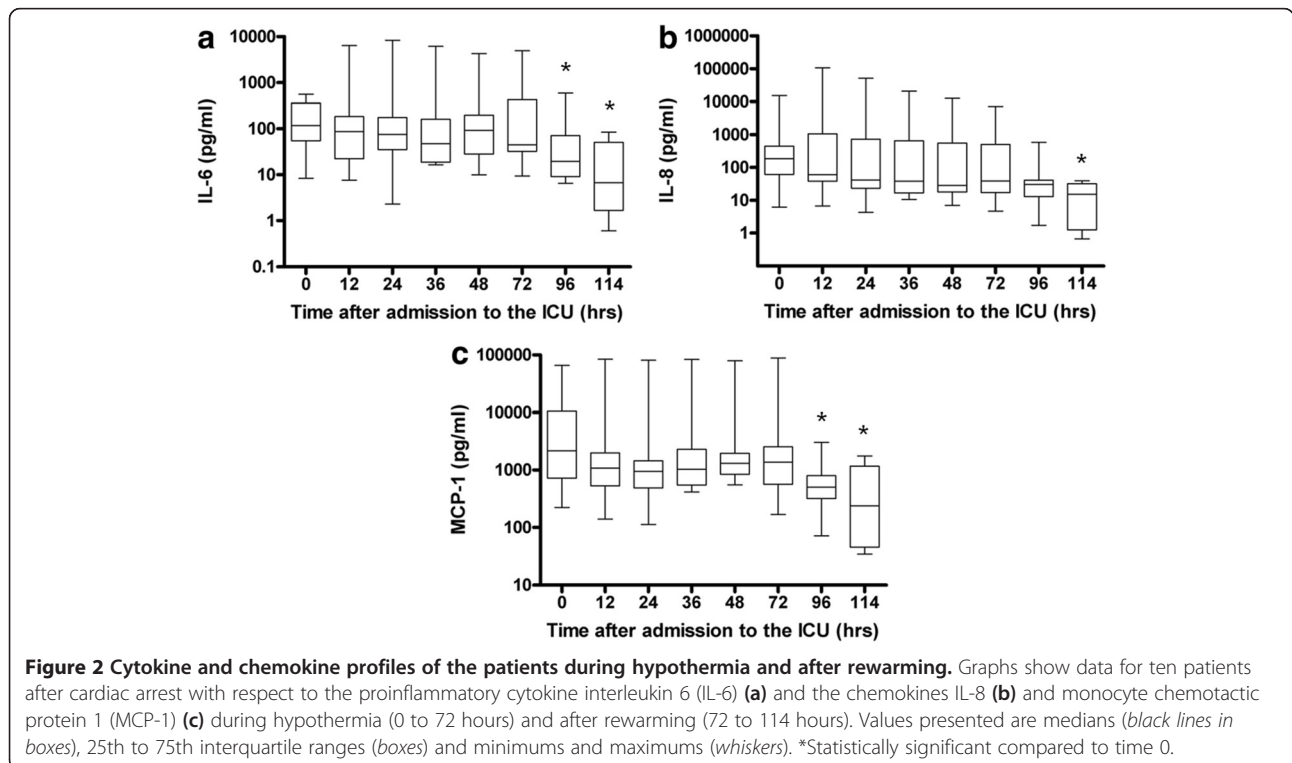 a
10000
1000
100
10
1
0.1
IL-6 (pg/ml)
*
*
0 12 24 36 48 72 96 114
Time after admission to the ICU (hrs)
b
1000000
100000
10000
1000
100
10
1
IL-8 (pg/ml)
*
0 12 24 36 48 72 96 114
Time after admission to the ICU (hrs)
c
100000
10000
1000
100
10
MCP-1 (pg/ml)
*
*
0 12 24 36 48 72 96 114
Time after admission to the ICU (hrs)
Figure 2 Cytokine and chemokine profiles of the patients during hypothermia and after rewarming. Graphs show data for ten patients
after cardiac arrest with respect to the proinflammatory cytokine interleukin 6 (IL-6) (a) and the chemokines IL-8 (b) and monocyte chemotactic
protein 1 (MCP-1) (c) during hypothermia (0 to 72 hours) and after rewarming (72 to 114 hours). Values presented are medians (black lines in
boxes), 25th to 75th interquartile ranges (boxes) and minimums and maximums (whiskers). *Statistically significant compared to time 0.